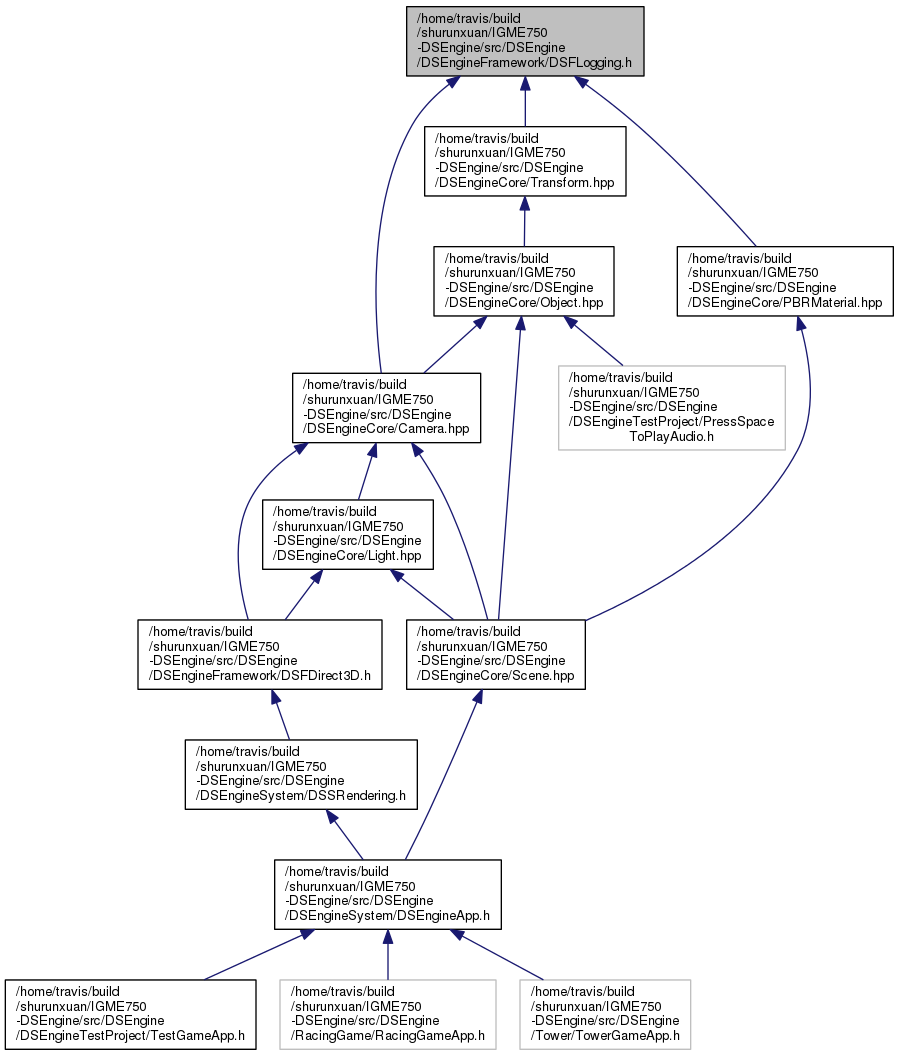 /home/travis/build
/shurunxuan/IGME750
-DSEngine/src/DSEngine
/DSEngineFramework/DSFLogging.h
/home/travis/build
/shurunxuan/IGME750
-DSEngine/src/DSEngine
/DSEngineCore/Transform.hpp
/home/travis/build
/shurunxuan/IGME750
-DSEngine/src/DSEngine
/DSEngineCore/Object.hpp
/home/travis/build
/shurunxuan/IGME750
-DSEngine/src/DSEngine
/DSEngineCore/PBRMaterial.hpp
/home/travis/build
/shurunxuan/IGME750
-DSEngine/src/DSEngine
/DSEngineCore/Camera.hpp
/home/travis/build
/shurunxuan/IGME750
-DSEngine/src/DSEngine
/DSEngineTestProject/PressSpace
ToPlayAudio.h
/home/travis/build
/shurunxuan/IGME750
-DSEngine/src/DSEngine
/DSEngineCore/Light.hpp
/home/travis/build
/shurunxuan/IGME750
-DSEngine/src/DSEngine
/DSEngineFramework/DSFDirect3D.h
/home/travis/build
/shurunxuan/IGME750
-DSEngine/src/DSEngine
/DSEngineCore/Scene.hpp
/home/travis/build
/shurunxuan/IGME750
-DSEngine/src/DSEngine
/DSEngineSystem/DSSRendering.h
/home/travis/build
/shurunxuan/IGME750
-DSEngine/src/DSEngine
/DSEngineSystem/DSEngineApp.h
/home/travis/build
/shurunxuan/IGME750
-DSEngine/src/DSEngine
/DSEngineTestProject/TestGameApp.h
/home/travis/build
/shurunxuan/IGME750
-DSEngine/src/DSEngine
/RacingGame/RacingGameApp.h
/home/travis/build
/shurunxuan/IGME750
-DSEngine/src/DSEngine
/Tower/TowerGameApp.h